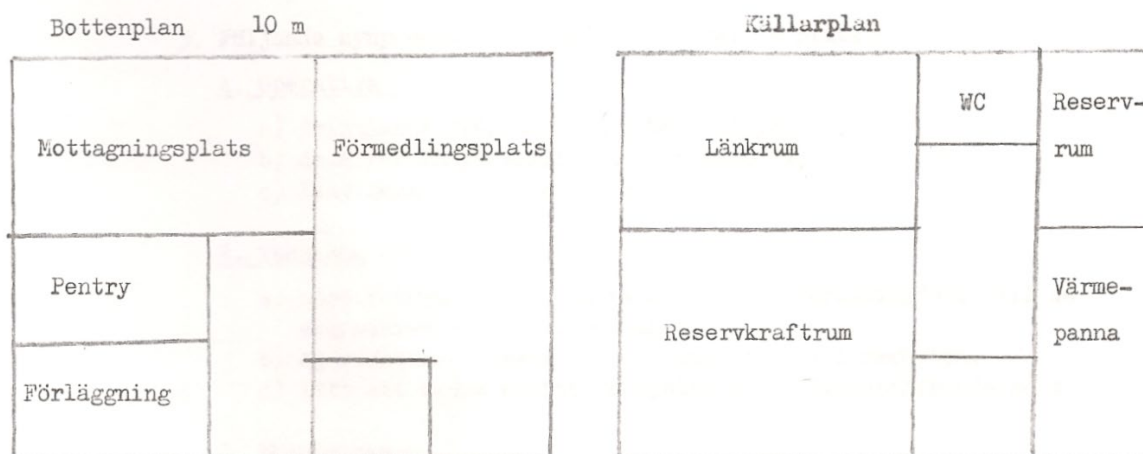 Bottenplan 10 m
Mottagningsplats
Förmedlingsplats
Pentry
Förläggning
Källarplan
Länkrum
WC
Reserv-
rum
Reservkraftrum
Värme-
panna